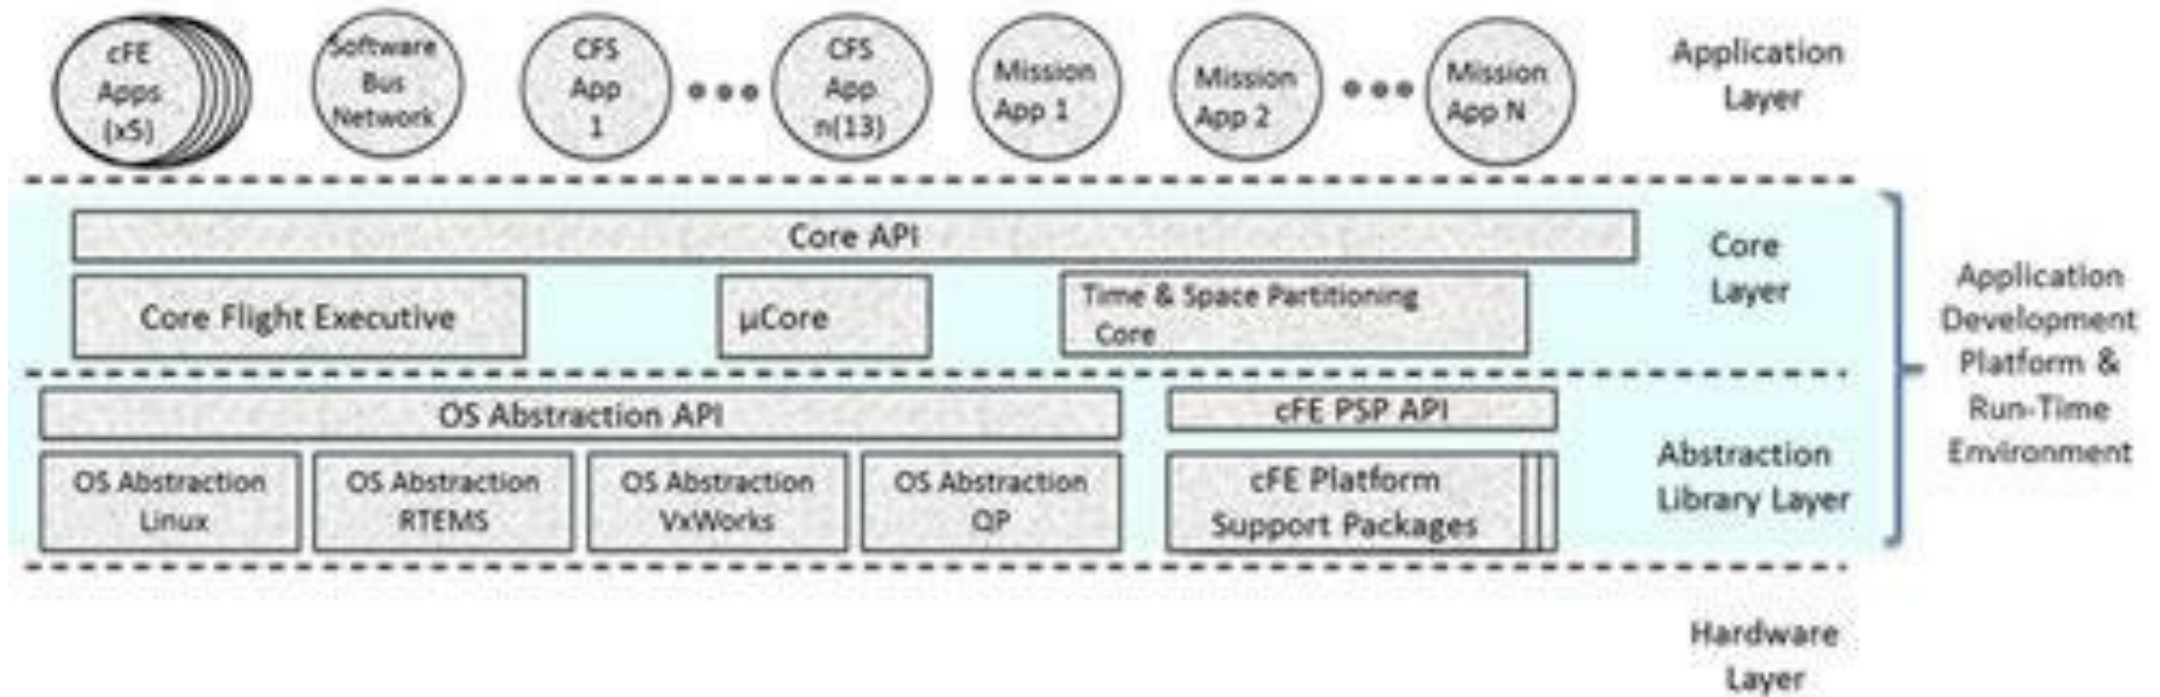 cFE
Apps
(x5)
Software
Bus
Network
CFS
App
1
CFS
App
n(13)
Mission
App 1
Mission
App 2
Mission
App N
Application
Layer
Core API
Core Flight Executive
μCore
Time & Space Partitioning
Core
Core
Layer
OS Abstraction API
cFE PSP API
OS Abstraction
Linux
OS Abstraction
RTEMS
OS Abstraction
VxWorks
OS Abstraction
QP
cFE Platform
Support Packages
Abstraction
Library Layer
Application
Development
Platform &
Run-Time
Environment
Hardware
Layer